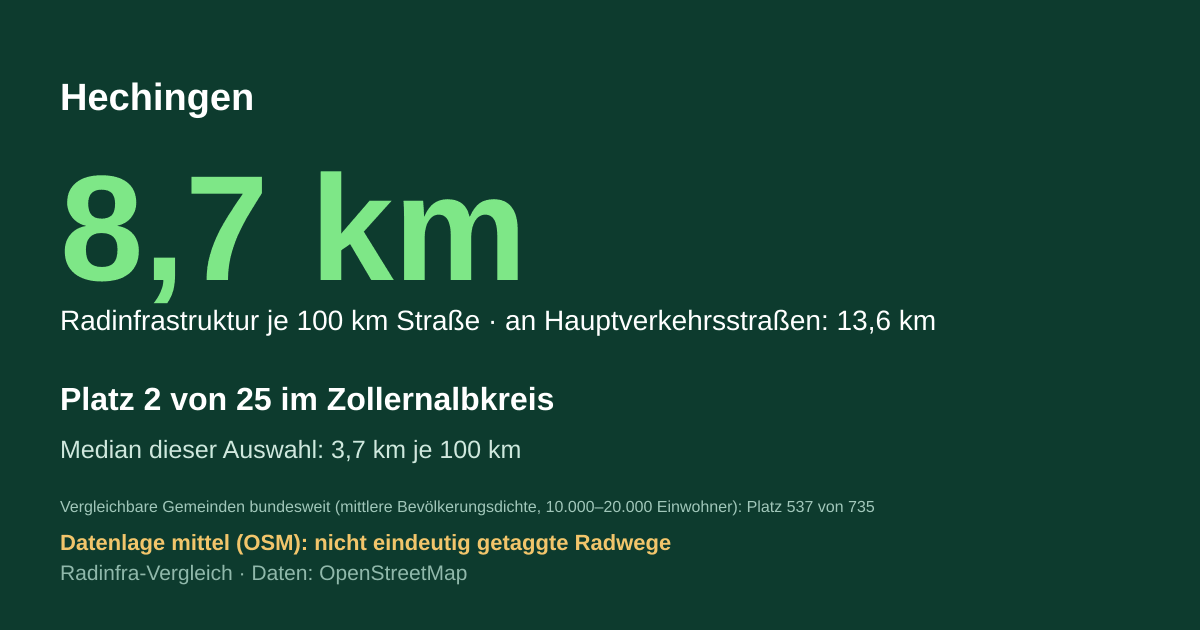 Hechingen
8,7 km
Radinfrastruktur je 100 km Straße · an Hauptverkehrsstraßen: 13,6 km
Platz 2 von 25 im Zollernalbkreis
Median dieser Auswahl: 3,7 km je 100 km
Vergleichbare Gemeinden bundesweit (mittlere Bevölkerungsdichte, 10.000–20.000 Einwohner): Platz 537 von 735
Datenlage mittel (OSM): nicht eindeutig getaggte Radwege
Radinfra-Vergleich · Daten: OpenStreetMap